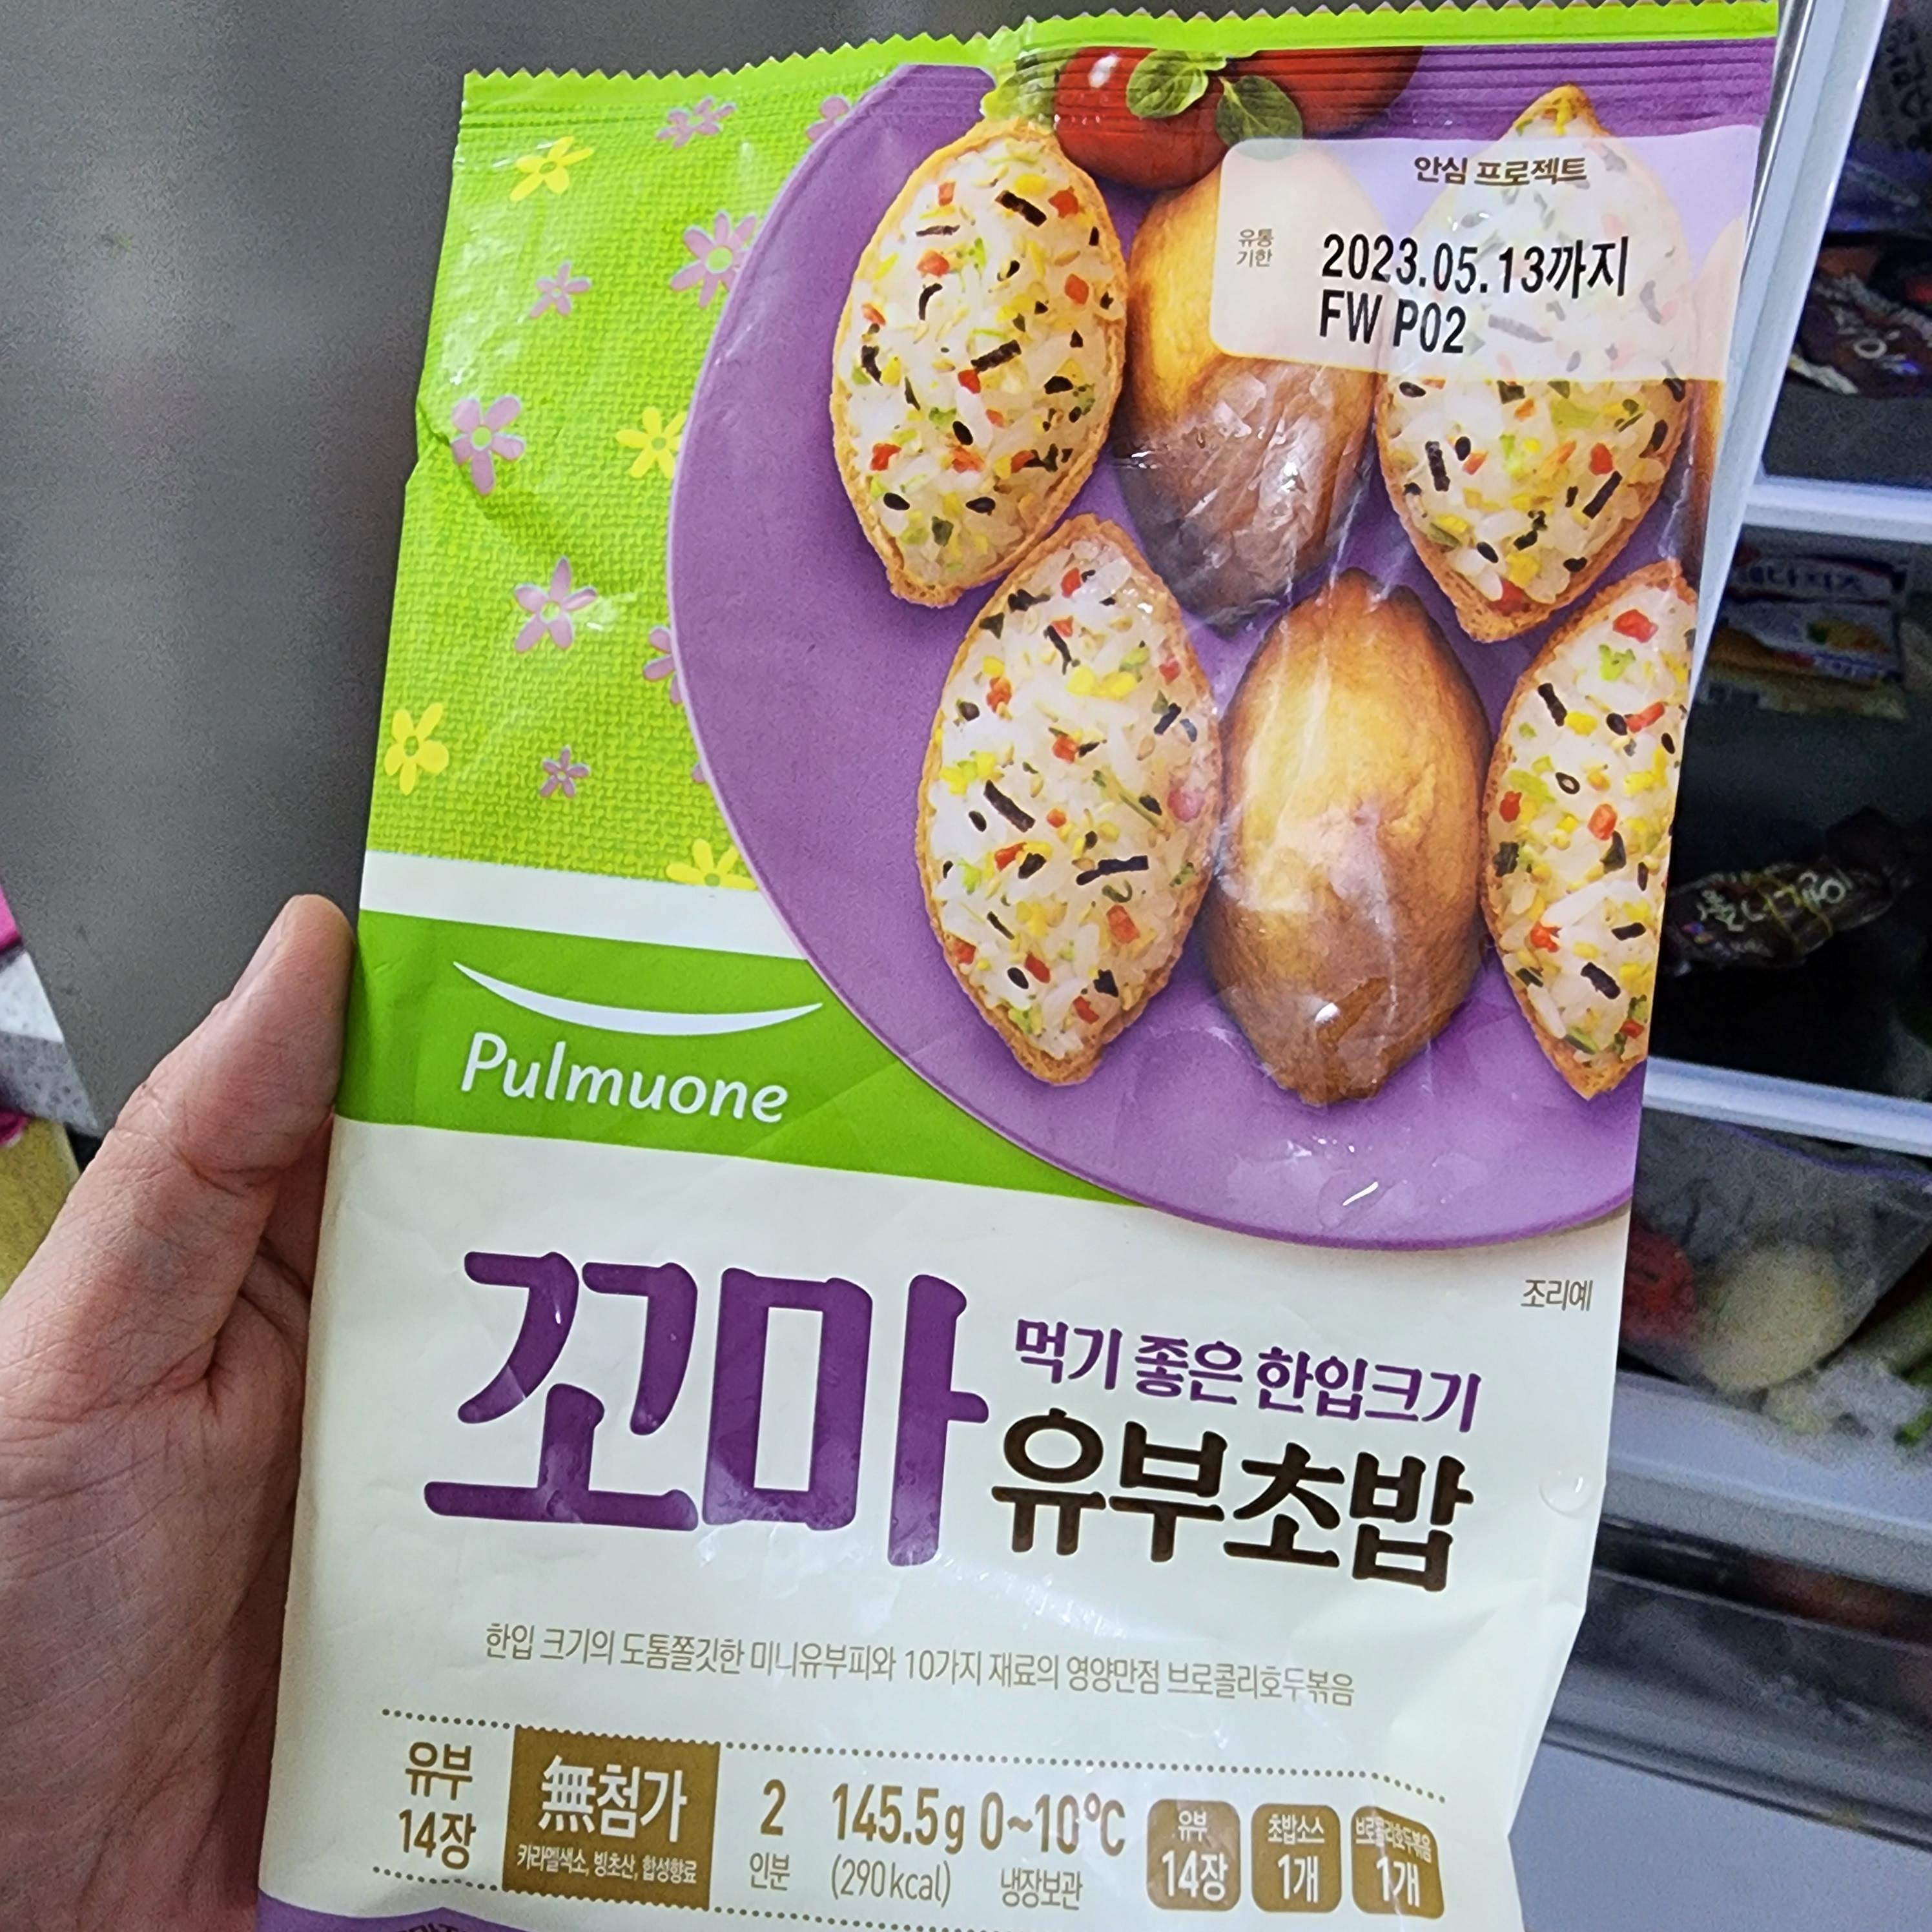 안심 프로젝트
유통
기한
2023.05.13까지
FW P02
Pulmuone
조리예
꼬마
먹기 좋은 한입크기
유부초밥
한입 크기의 도톰쫄깃한 미니유부피와 10가지 재료의 영양만점 브로콜리호두볶음
유부
14장
無첨가
카라멜색소, 빙초산, 합성향료
2
인분
145.5g
(290kcal)
0~10℃
냉장보관
유부
14장
초밥소스
1개
브로콜리호두볶음
1개